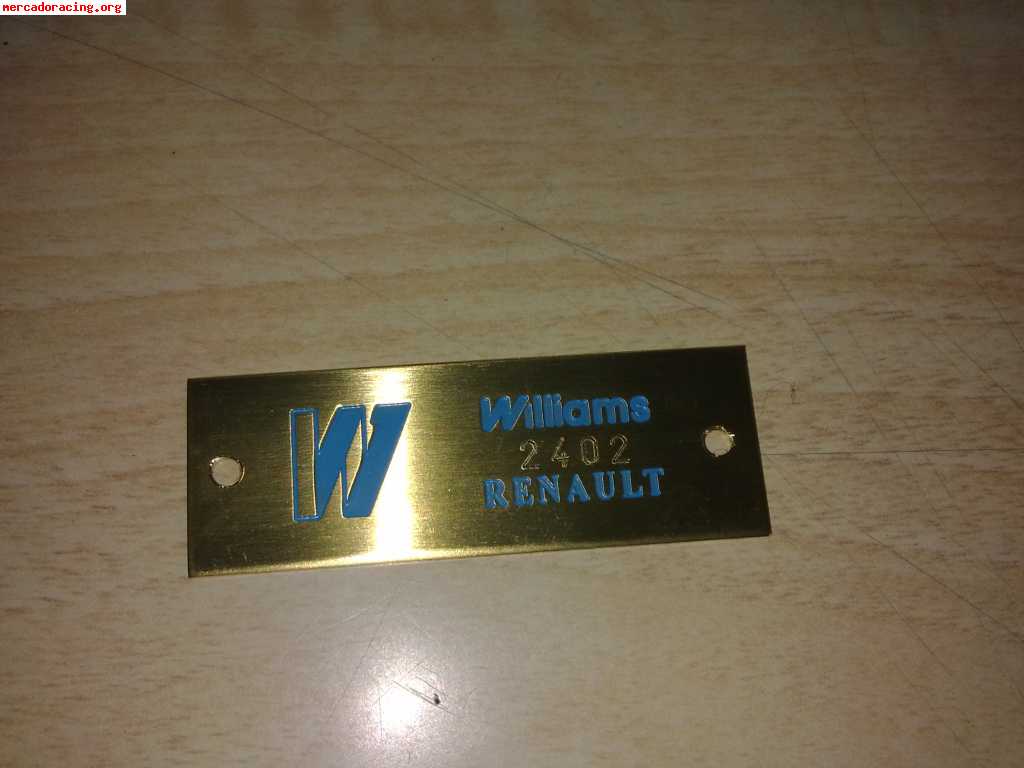 mercadoracing.org
W
Williams
2402
RENAULT